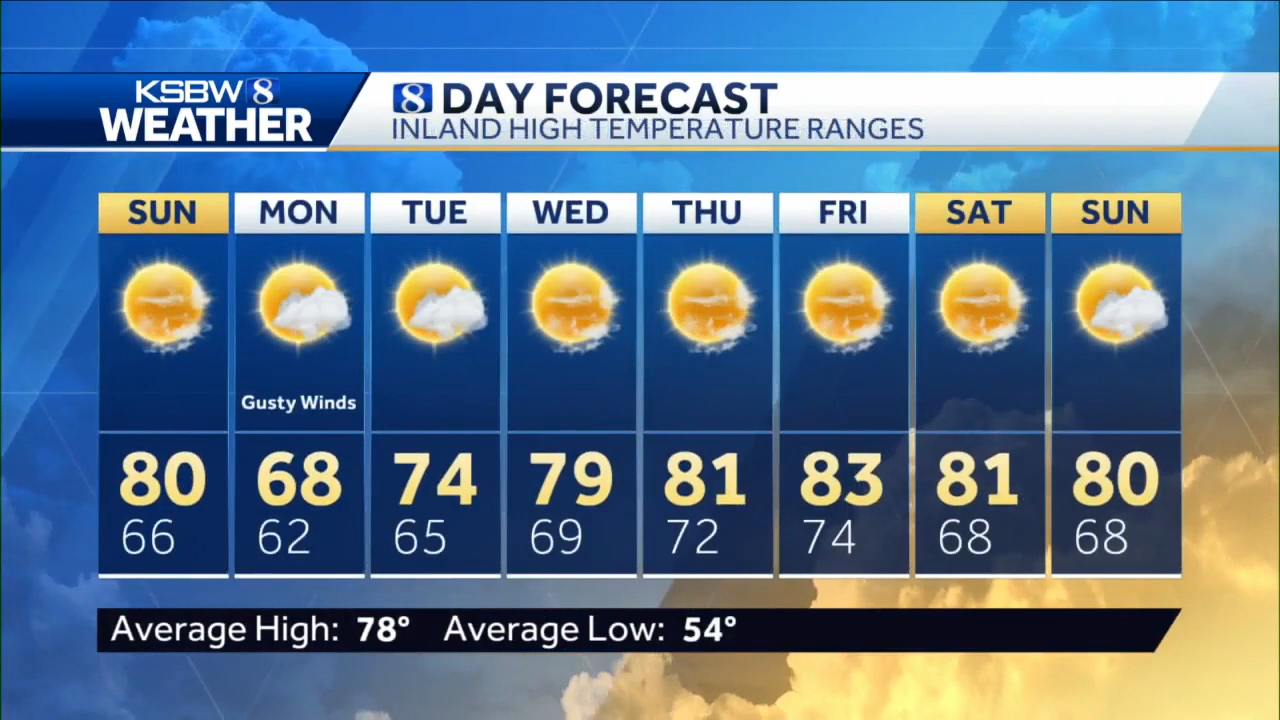 KSBW 8
WEATHER
8 DAY FORECAST
INLAND HIGH TEMPERATURE RANGES
SUN MON TUE WED THU FRI SAT SUN
Gusty Winds
80 68 74 79 81 83 81 80
66 62 65 69 72 74 68 68
Average High: 78° Average Low: 54°